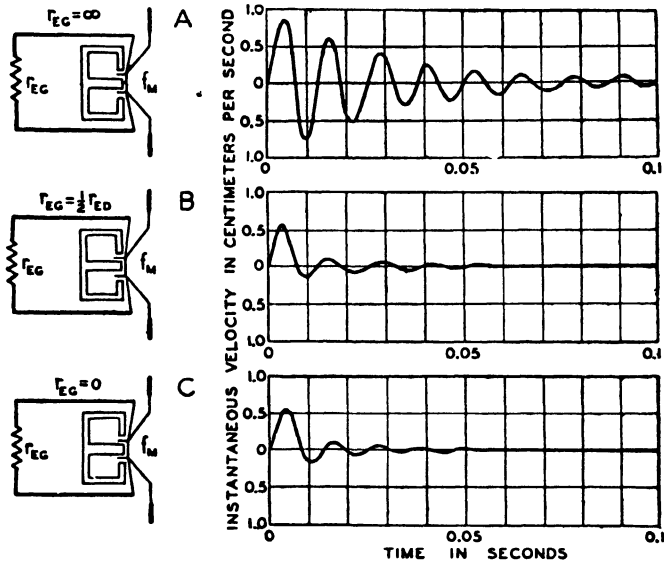 r_EG = ∞
A
r_EG
f_M
r_EG = ½ r_ED
B
r_EG
f_M
r_EG = 0
C
r_EG
f_M
INSTANTANEOUS VELOCITY IN CENTIMETERS PER SECOND
1.0
0.5
0
0.5
1.0
0
0.05
0.1
1.0
0.5
0
0.5
1.0
0
0.05
0.1
1.0
0.5
0
0.5
1.0
0
0.05
0.1
TIME IN SECONDS